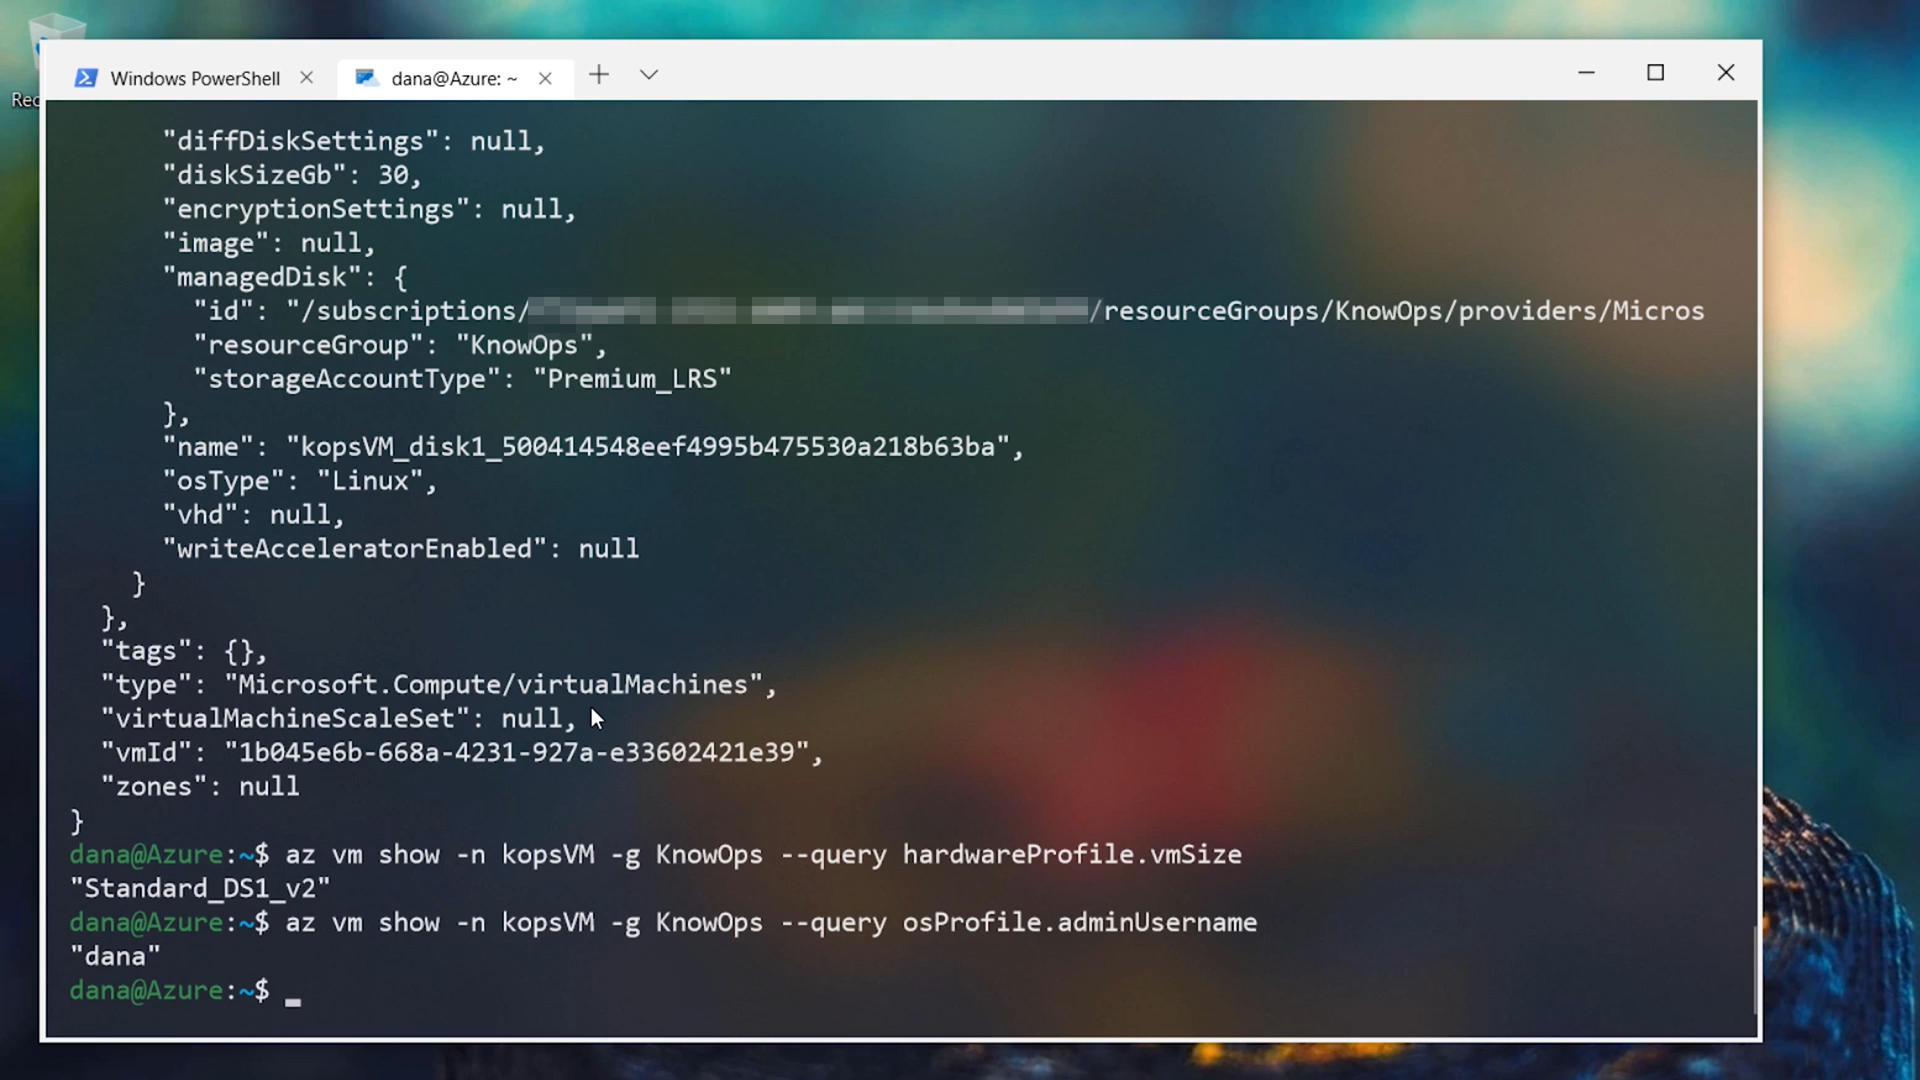 Rec
Windows PowerShell
dana@Azure: ~
"diffDiskSettings": null,
"diskSizeGb": 30,
"encryptionSettings": null,
"image": null,
"managedDisk": {
"id": "/subscriptions/ /resourceGroups/KnowOps/providers/Micros
"resourceGroup": "KnowOps",
"storageAccountType": "Premium_LRS"
},
"name": "kopsVM_disk1_500414548eef4995b475530a218b63ba",
"osType": "Linux",
"vhd": null,
"writeAcceleratorEnabled": null
}
},
"tags": {},
"type": "Microsoft.Compute/virtualMachines",
"virtualMachineScaleSet": null,
"vmId": "1b045e6b-668a-4231-927a-e33602421e39",
"zones": null
}
dana@Azure:~$ az vm show -n kopsVM -g KnowOps --query hardwareProfile.vmSize
"Standard_DS1_v2"
dana@Azure:~$ az vm show -n kopsVM -g KnowOps --query osProfile.adminUsername
"dana"
dana@Azure:~$ _